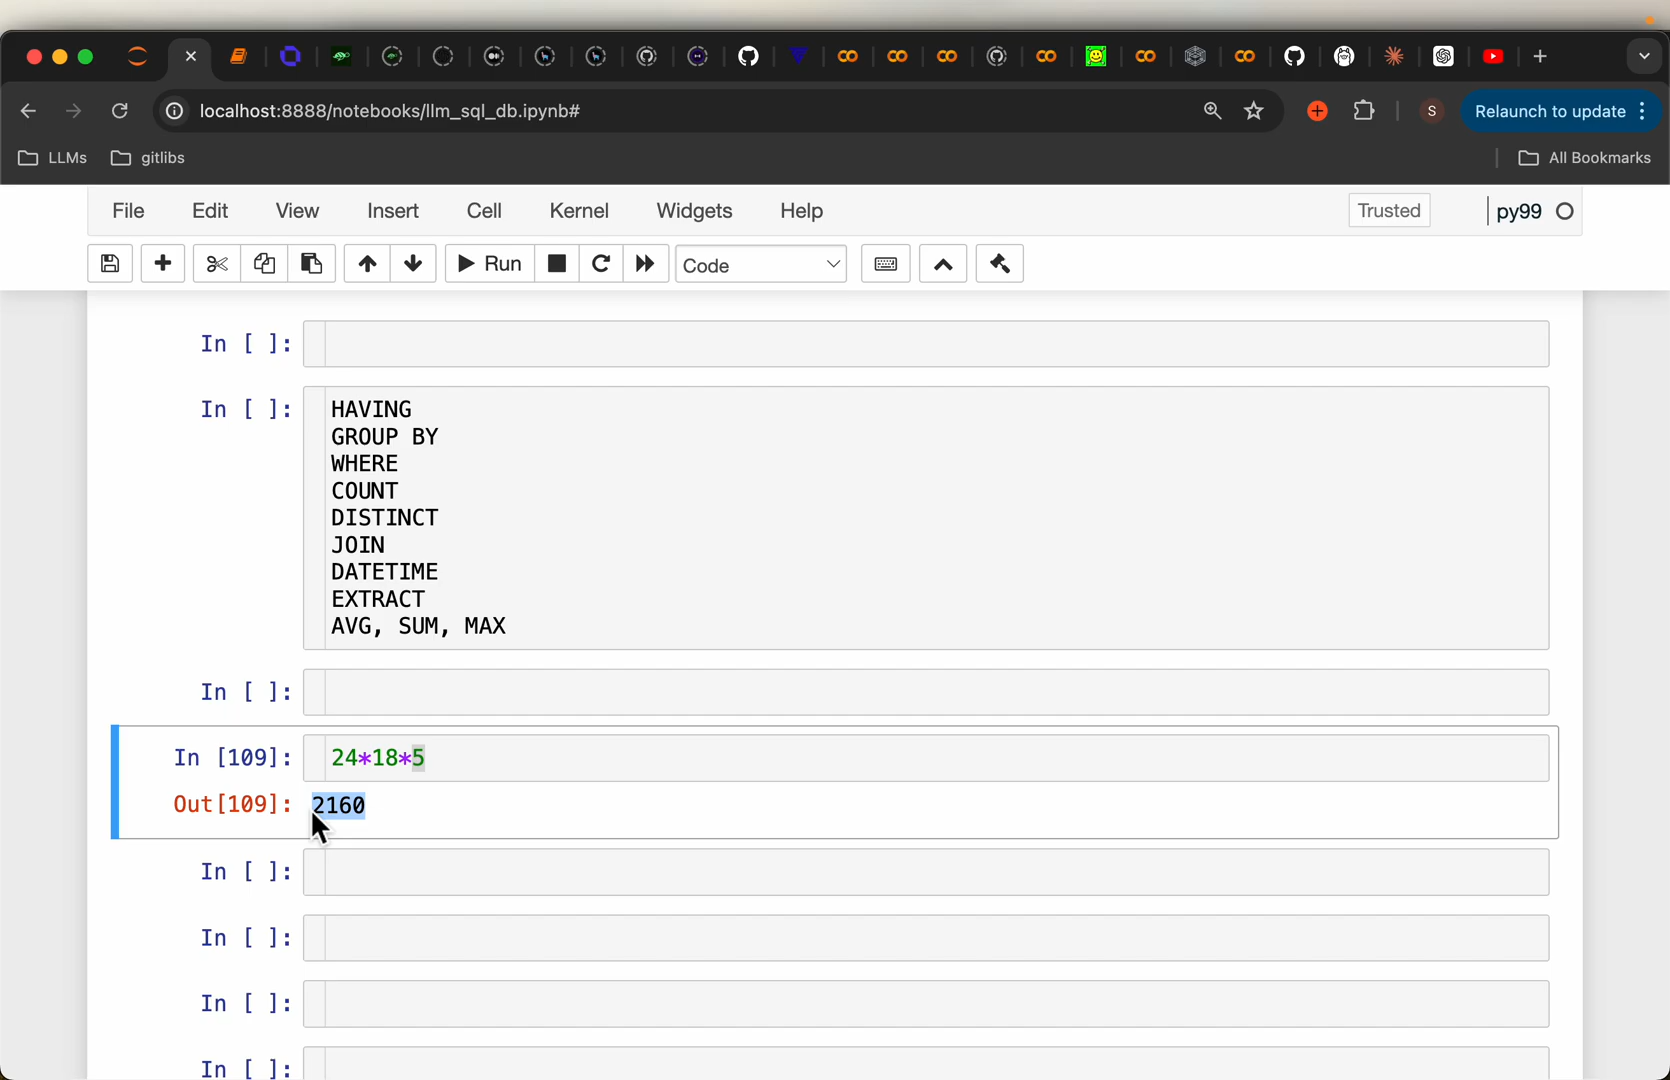 localhost:8888/notebooks/llm_sql_db.ipynb#
S
Relaunch to update
LLMs
gitlibs
All Bookmarks
File Edit View Insert Cell Kernel Widgets Help
Trusted
py99
Run
Code
In [ ]:
In [ ]:
HAVING
GROUP BY
WHERE
COUNT
DISTINCT
JOIN
DATETIME
EXTRACT
AVG, SUM, MAX
In [ ]:
In [109]: 24*18*5
Out[109]: 2160
In [ ]:
In [ ]:
In [ ]:
In [ ]: